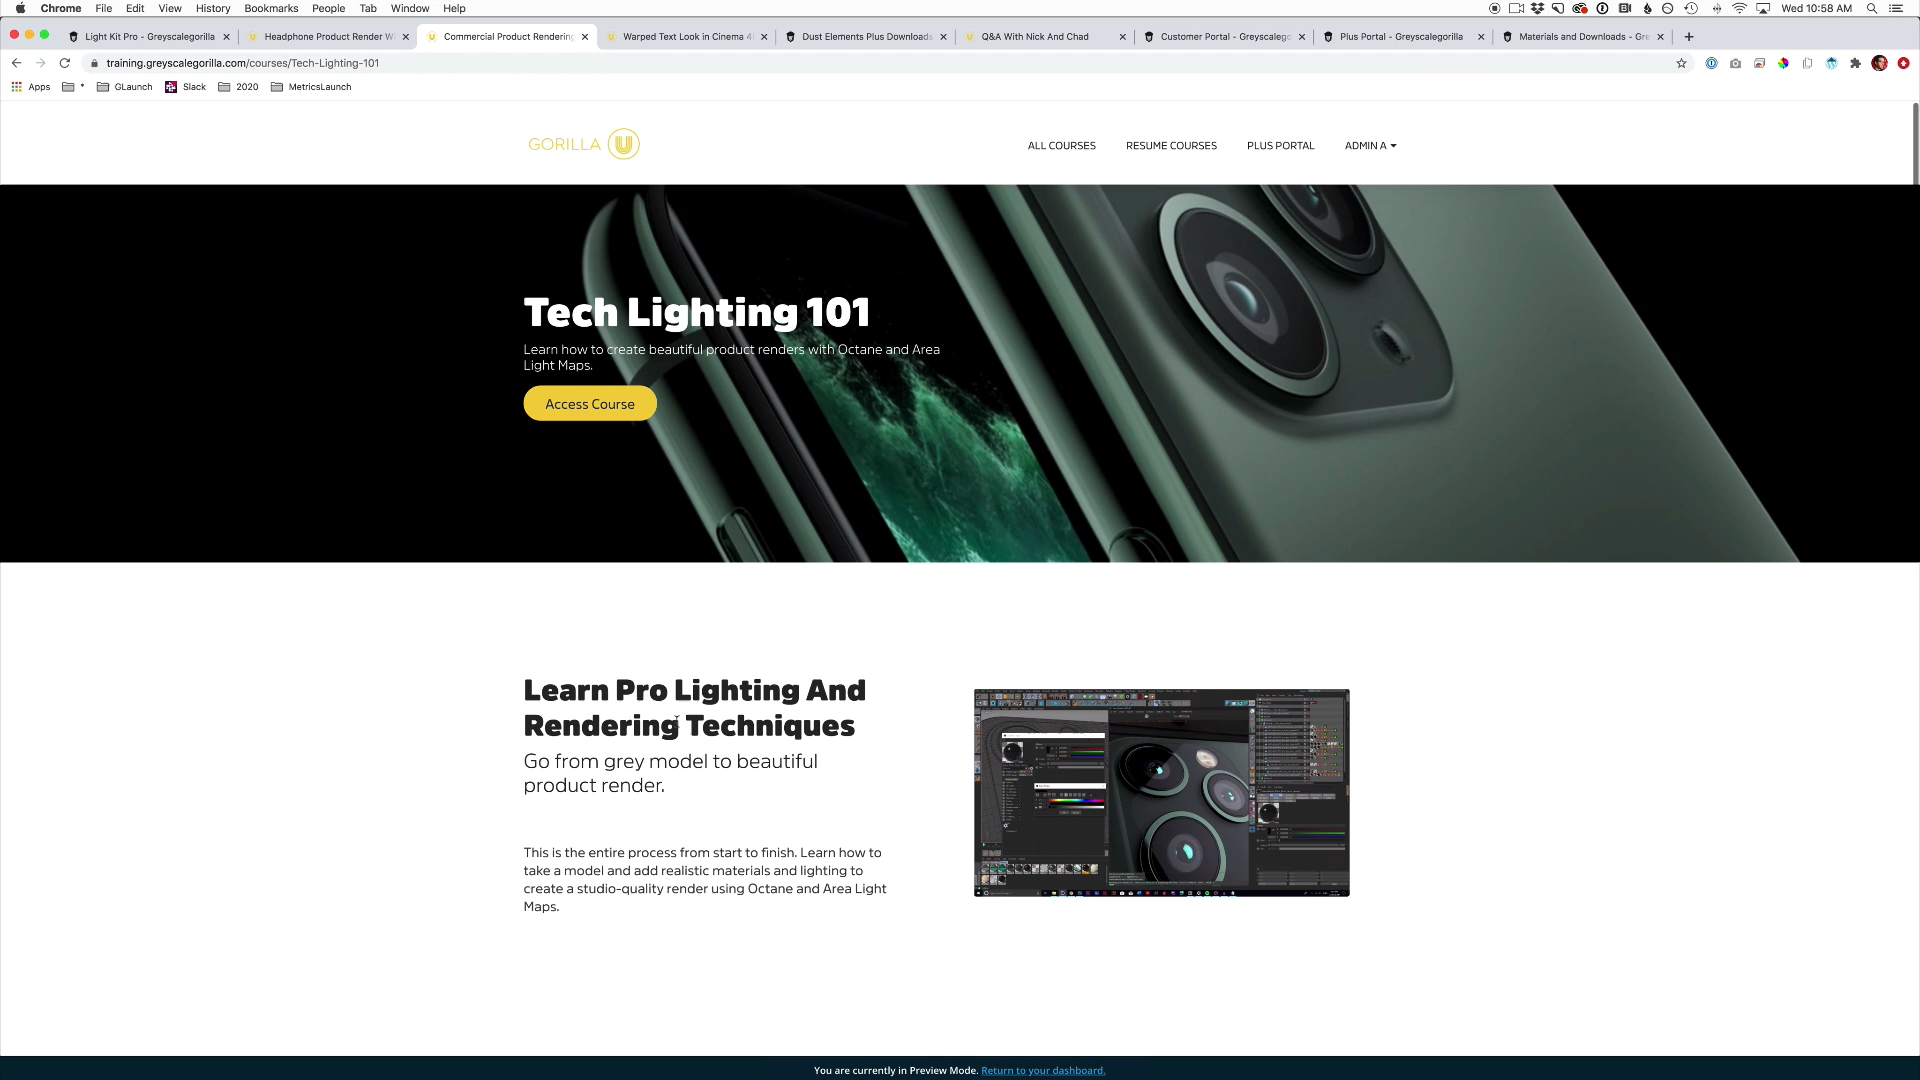 Chrome File Edit View History Bookmarks People Tab Window Help
Wed 10:58 AM
Light Kit Pro - Greyscalegorilla
Headphone Product Render W
Commercial Product Rendering
Warped Text Look in Cinema 4
Dust Elements Plus Downloads
Q&A With Nick And Chad
Customer Portal - Greyscalego
Plus Portal - Greyscalegorilla
Materials and Downloads - Gre
training.greyscalegorilla.com/courses/Tech-Lighting-101
Apps GLaunch Slack 2020 MetricsLaunch
GORILLA U
ALL COURSES RESUME COURSES PLUS PORTAL ADMIN A
Tech Lighting 101
Learn how to create beautiful product renders with Octane and Area
Light Maps.
Access Course
Learn Pro Lighting And
Rendering Techniques
Go from grey model to beautiful
product render.
This is the entire process from start to finish. Learn how to
take a model and add realistic materials and lighting to
create a studio-quality render using Octane and Area Light
Maps.
You are currently in Preview Mode. Return to your dashboard.